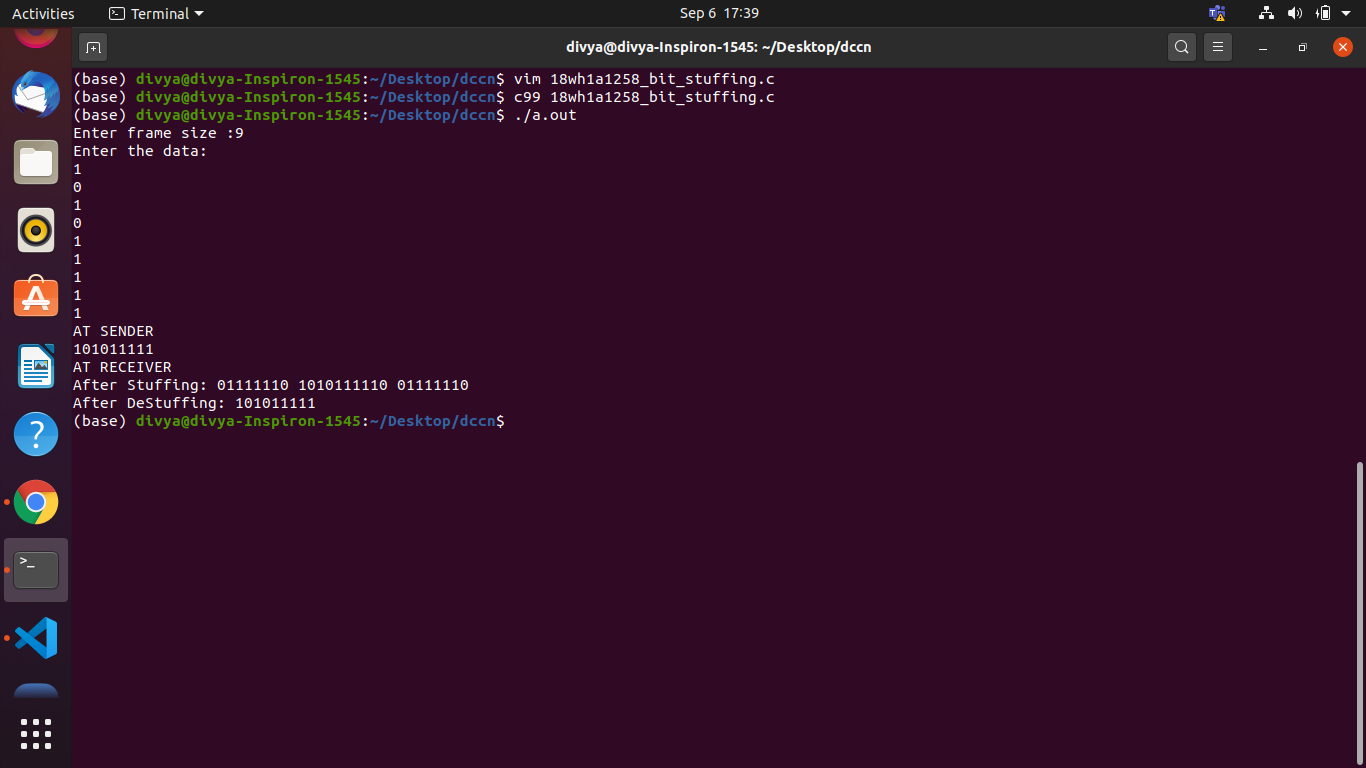 Activities Terminal Sep 6 17:39
divya@divya-Inspiron-1545: ~/Desktop/dccn
(base) divya@divya-Inspiron-1545:~/Desktop/dccn$ vim 18wh1a1258_bit_stuffing.c
(base) divya@divya-Inspiron-1545:~/Desktop/dccn$ c99 18wh1a1258_bit_stuffing.c
(base) divya@divya-Inspiron-1545:~/Desktop/dccn$ ./a.out
Enter frame size :9
Enter the data:
1
0
1
0
1
1
1
1
1
AT SENDER
101011111
AT RECEIVER
After Stuffing: 01111110 1010111110 01111110
After DeStuffing: 101011111
(base) divya@divya-Inspiron-1545:~/Desktop/dccn$